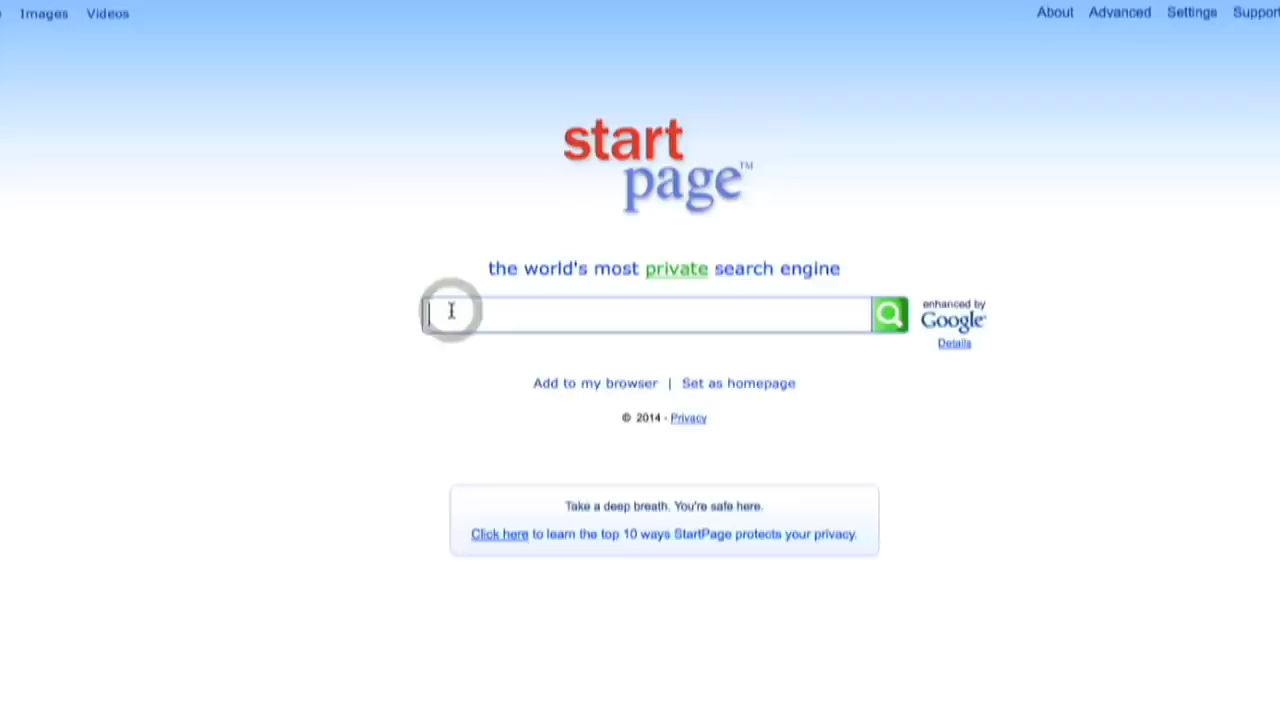 Images Videos About Advanced Settings Support
start
page™
the world's most private search engine
enhanced by
Google
Details
Add to my browser | Set as homepage
© 2014 - Privacy
Take a deep breath. You're safe here.
Click here to learn the top 10 ways StartPage protects your privacy.